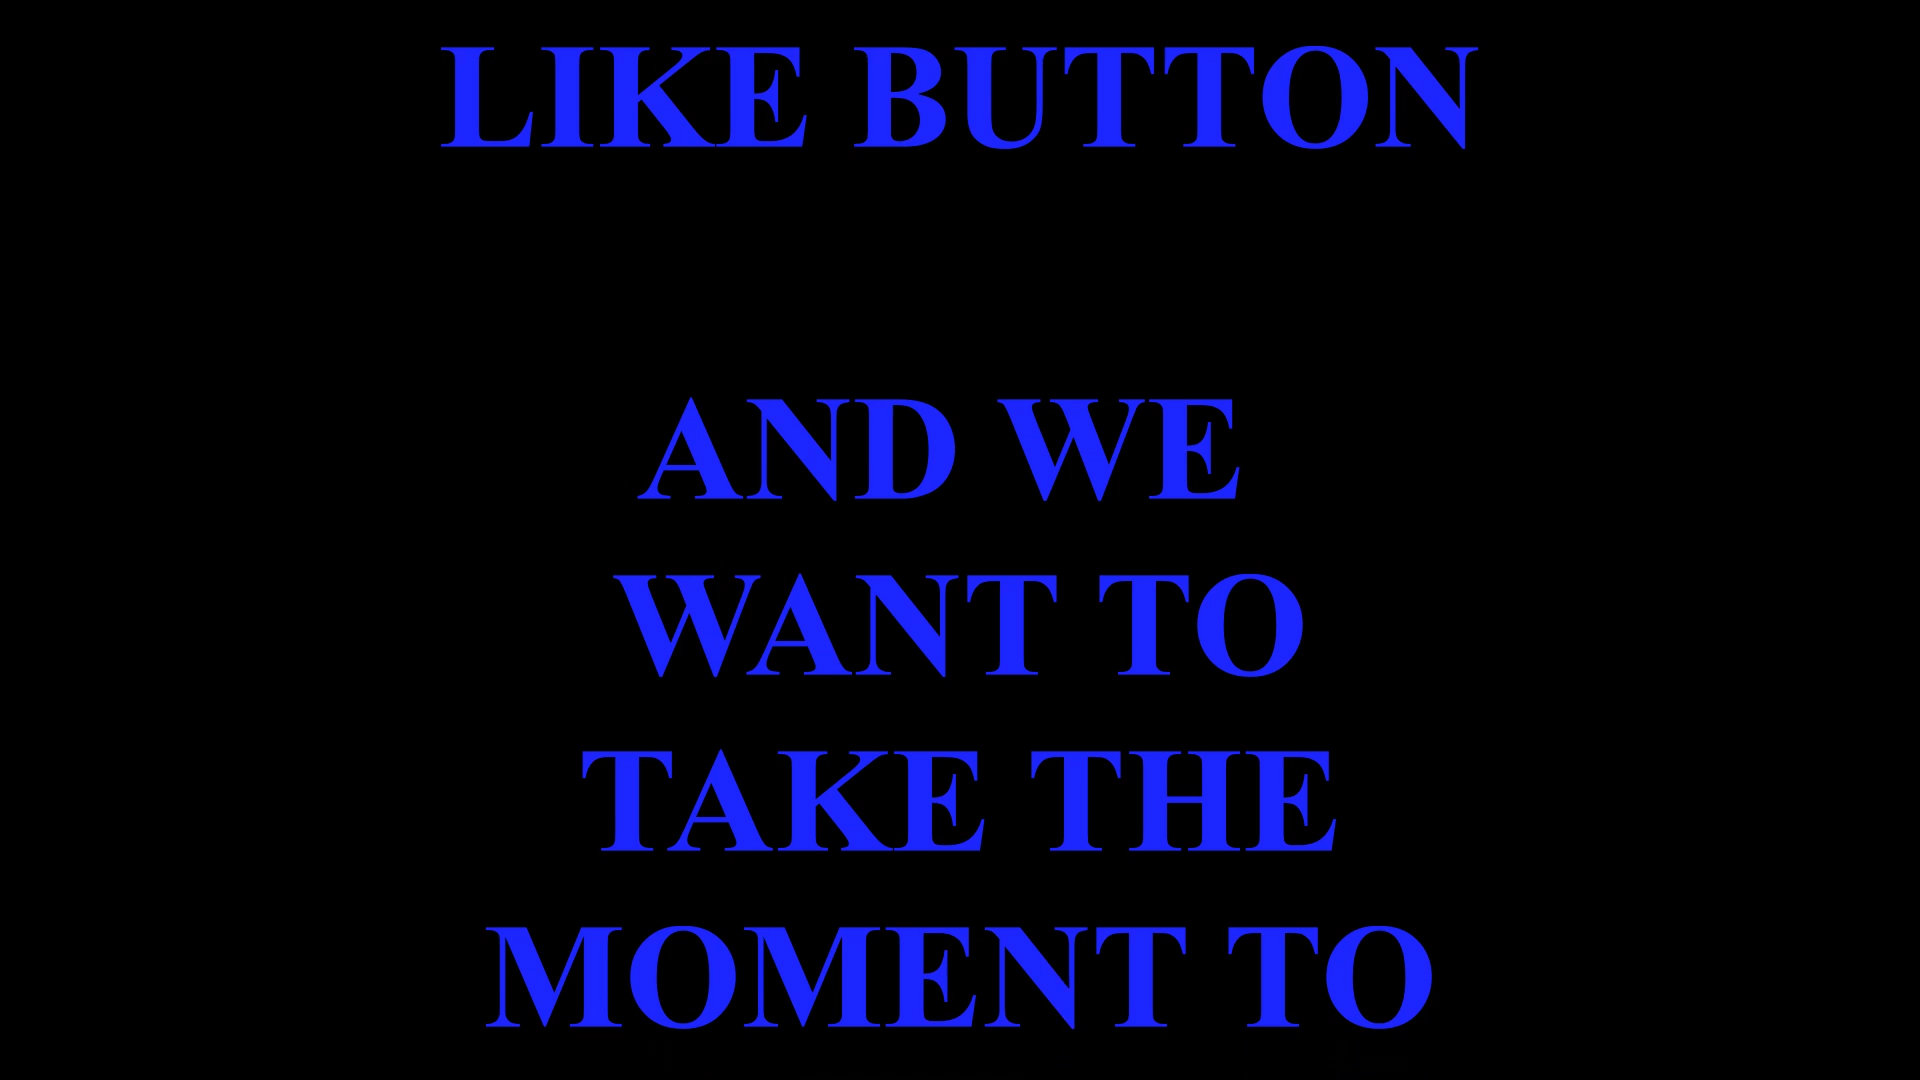 LIKE BUTTON
AND WE
WANT TO
TAKE THE
MOMENT TO